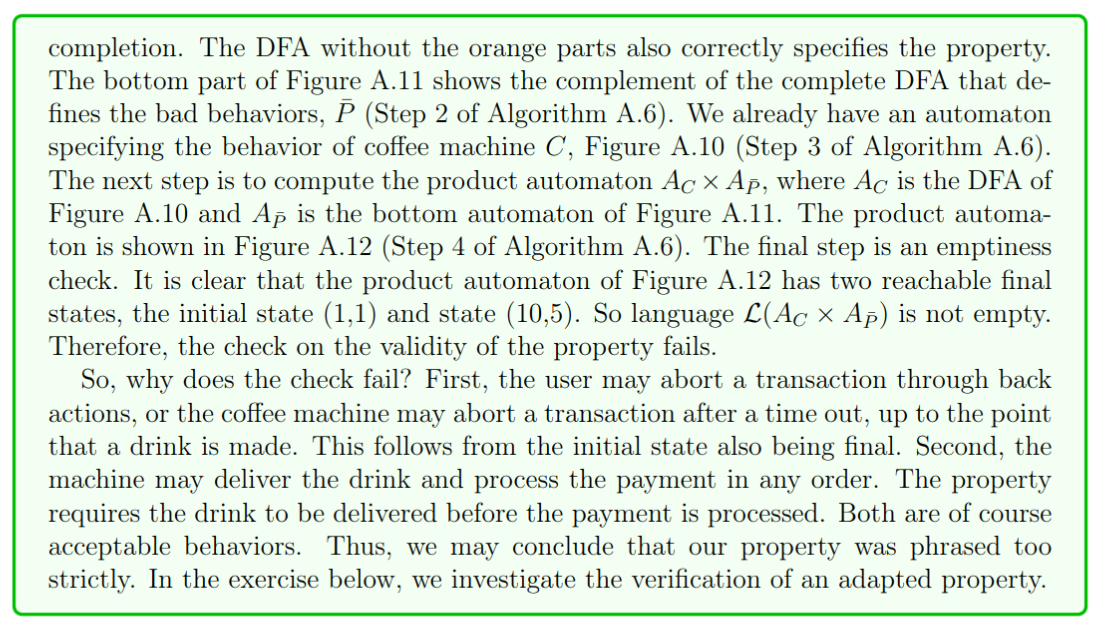 completion. The DFA without the orange parts also correctly specifies the property.
The bottom part of Figure A.11 shows the complement of the complete DFA that de-
fines the bad behaviors, P̄ (Step 2 of Algorithm A.6). We already have an automaton
specifying the behavior of coffee machine C, Figure A.10 (Step 3 of Algorithm A.6).
The next step is to compute the product automaton A_C × A_P̄, where A_C is the DFA of
Figure A.10 and A_P̄ is the bottom automaton of Figure A.11. The product automa-
ton is shown in Figure A.12 (Step 4 of Algorithm A.6). The final step is an emptiness
check. It is clear that the product automaton of Figure A.12 has two reachable final
states, the initial state (1,1) and state (10,5). So language ℒ(A_C × A_P̄) is not empty.
Therefore, the check on the validity of the property fails.
So, why does the check fail? First, the user may abort a transaction through back
actions, or the coffee machine may abort a transaction after a time out, up to the point
that a drink is made. This follows from the initial state also being final. Second, the
machine may deliver the drink and process the payment in any order. The property
requires the drink to be delivered before the payment is processed. Both are of course
acceptable behaviors. Thus, we may conclude that our property was phrased too
strictly. In the exercise below, we investigate the verification of an adapted property.